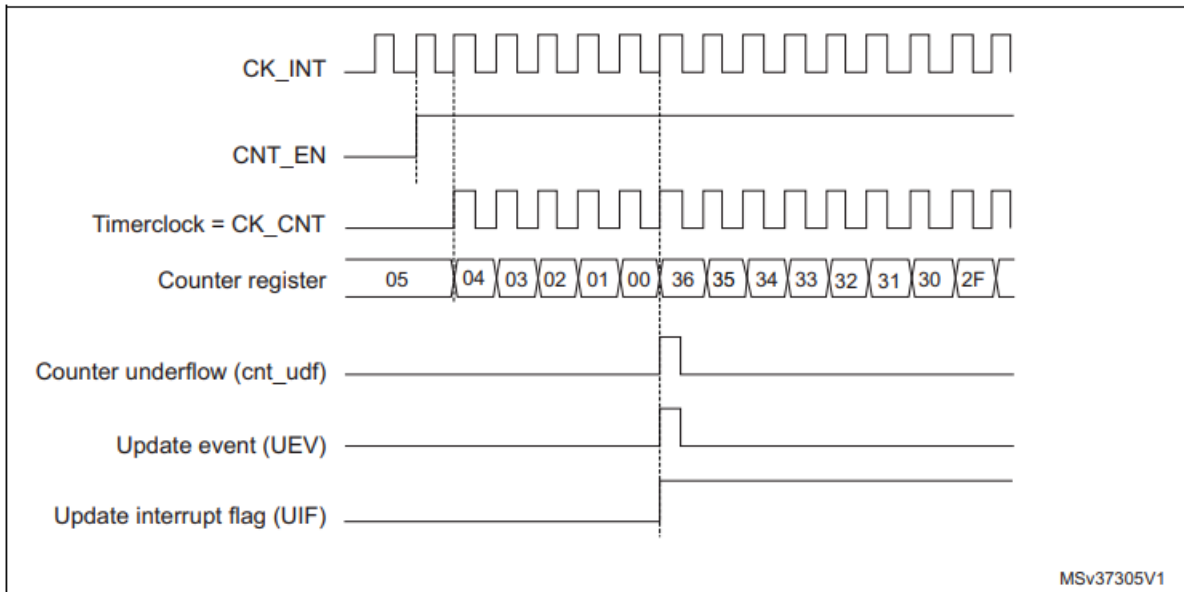 CK_INT
CNT_EN
Timerclock = CK_CNT
Counter register 05 04 03 02 01 00 36 35 34 33 32 31 30 2F
Counter underflow (cnt_udf)
Update event (UEV)
Update interrupt flag (UIF)
MSv37305V1